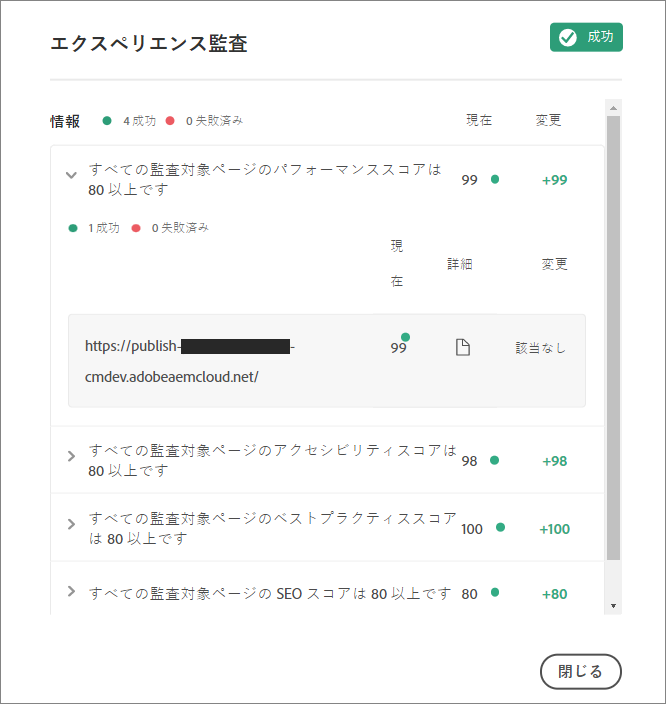 エクスペリエンス監査
成功
情報 4 成功 0 失敗済み 現在 変更
すべての監査対象ページのパフォーマンススコアは
80 以上です
99 +99
1 成功 0 失敗済み
現
在
詳細 変更
https://publish-
-
cmdev.adobeaemcloud.net/
99 該当なし
すべての監査対象ページのアクセシビリティスコアは
80 以上です
98 +98
すべての監査対象ページのベストプラクティススコア
は 80 以上です
100 +100
すべての監査対象ページの SEO スコアは 80 以上です 80 +80
閉じる